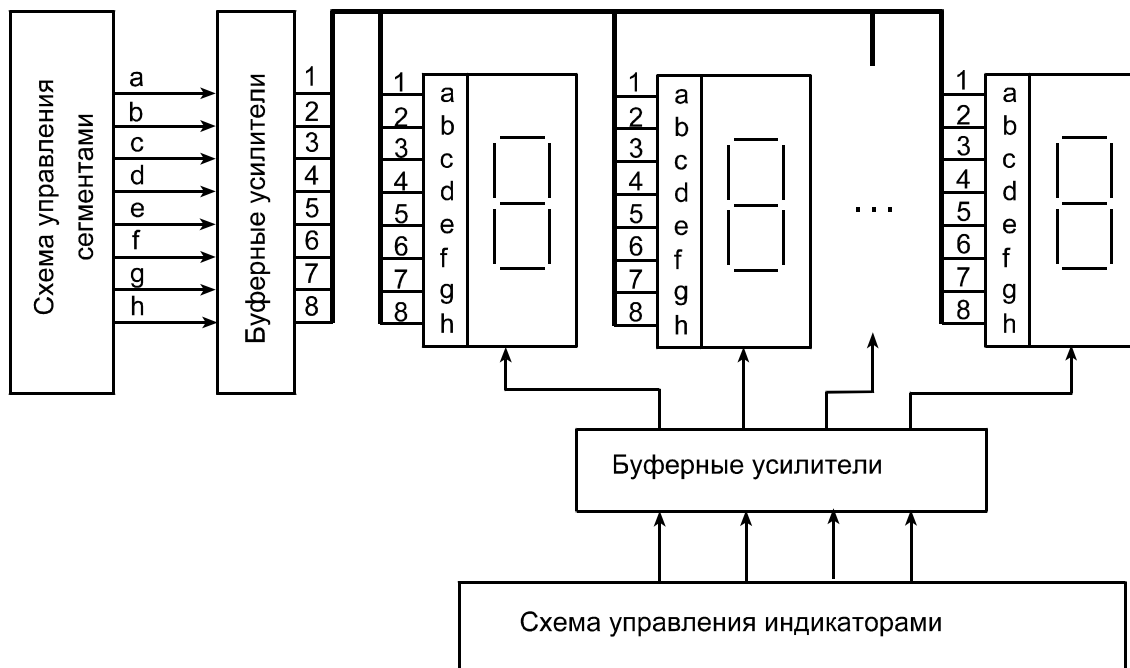 Схема управления
сегментами
a
b
c
d
e
f
g
h
Буферные усилители
1
2
3
4
5
6
7
8
1
2
3
4
5
6
7
8
a
b
c
d
e
f
g
h
1
2
3
4
5
6
7
8
a
b
c
d
e
f
g
h
...
1
2
3
4
5
6
7
8
a
b
c
d
e
f
g
h
Буферные усилители
Схема управления индикаторами